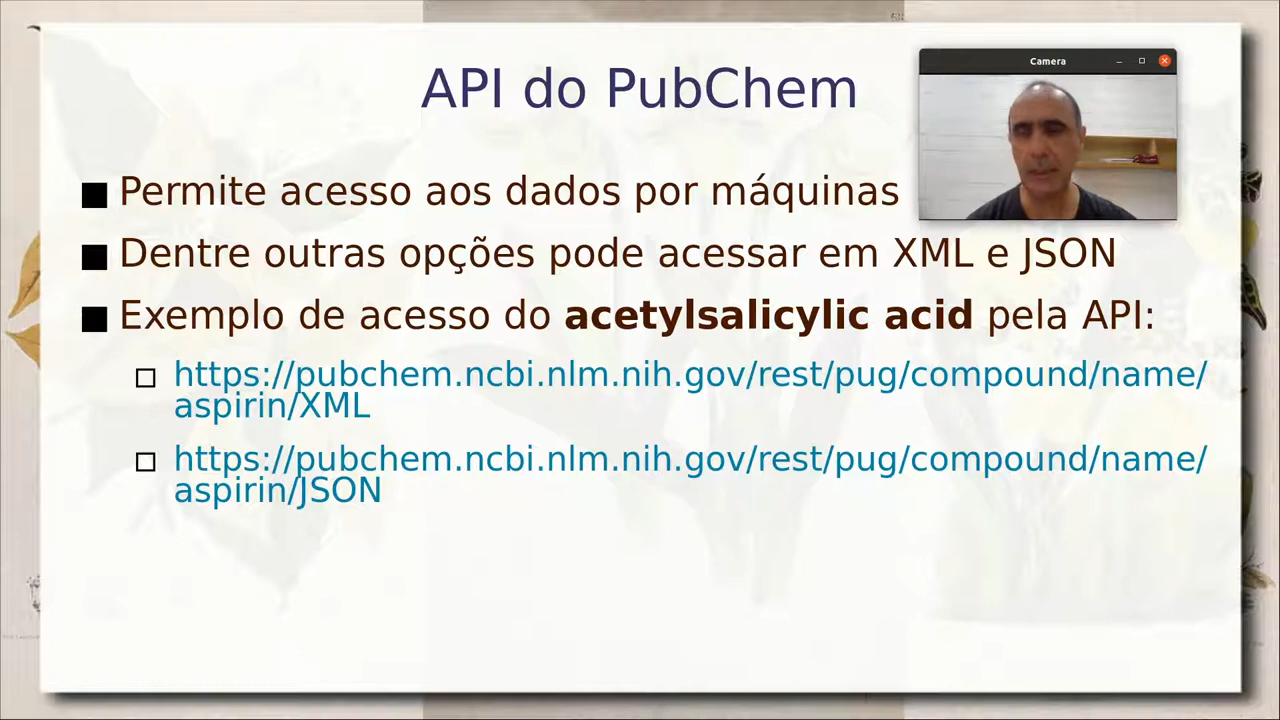 API do PubChem
Camera
Permite acesso aos dados por máquinas
Dentre outras opções pode acessar em XML e JSON
Exemplo de acesso do acetylsalicylic acid pela API:
https://pubchem.ncbi.nlm.nih.gov/rest/pug/compound/name/
aspirin/XML
https://pubchem.ncbi.nlm.nih.gov/rest/pug/compound/name/
aspirin/JSON